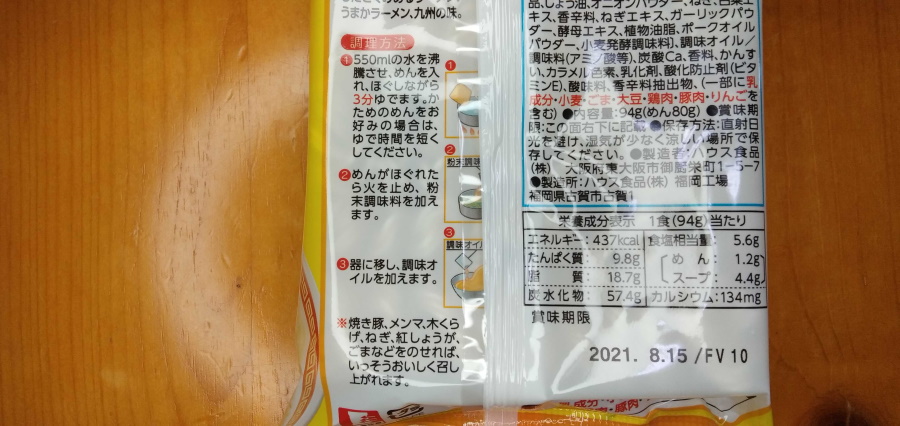 うまかラーメン、九州の味。
調理方法
❶550mlの水を沸
騰させ、めんを入
れ、ほぐしながら
3分ゆでます。か
ためのめんをお
好みの場合は、
ゆで時間を短く
してください。
❷めんがほぐれた
ら火を止め、粉
末調味料を加え
ます。
❸器に移し、調味オ
イルを加えます。
※焼き豚、メンマ、木くら
げ、ねぎ、紅しょうが、
ごまなどをのせれば、
いっそうおいしく召し
上がれます。
1
2
粉末調味
3
調味オイル
品、しょう油、オニオンパウダー、ねぎ、白菜エ
キス、香辛料、ねぎエキス、ガーリックパウ
ダー、酵母エキス、植物油脂、ポークオイル
パウダー、小麦発酵調味料)、調味オイル/
調味料(アミノ酸等)、炭酸Ca、香料、かんす
い、カラメル色素、乳化剤、酸化防止剤(ビタ
ミンE)、酸味料、香辛料抽出物、(一部に乳
成分・小麦・ごま・大豆・鶏肉・豚肉・りんごを
含む) ●内容量:94g(めん80g) ●賞味期
限:この面右下に記載 ●保存方法:直射日
光を避け、湿気が少なく涼しい場所で保
存してください。 ●製造者:ハウス食品
(株) 大阪府東大阪市御厨栄町1-5-7
●製造所:ハウス食品(株) 福岡工場
福岡県古賀市古賀1
栄養成分表示 1食(94g)当たり
エネルギー: 437kcal 食塩相当量: 5.6g
たんぱく質: 9.8g めん: 1.2g
脂質: 18.7g スープ: 4.4g
炭水化物: 57.4g カルシウム:134mg
賞味期限
2021. 8.15 /FV 10